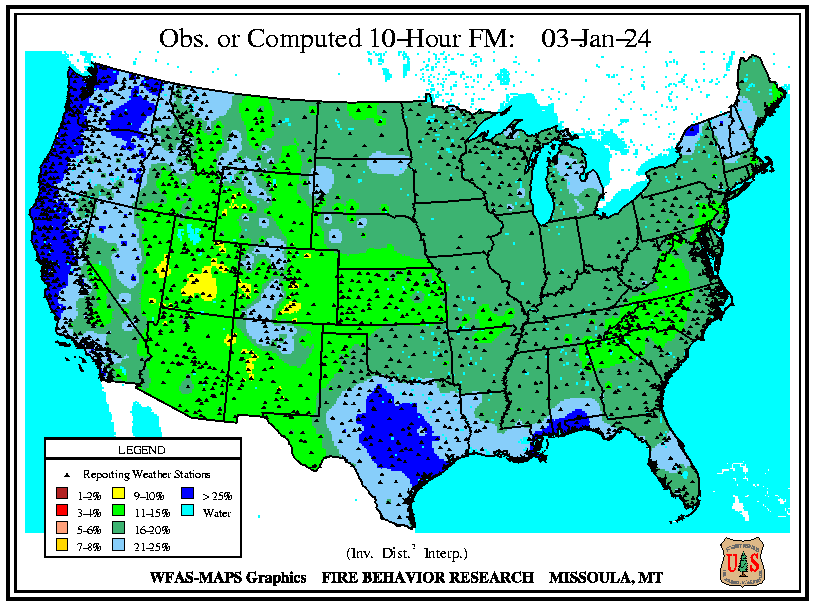 Obs. or Computed 10-Hour FM: 03-Jan-24
LEGEND
Reporting Weather Stations
1-2% 9-10% > 25%
3-4% 11-15% Water
5-6% 16-20%
7-8% 21-25%
(Inv. Dist.² Interp.)
WFAS-MAPS Graphics FIRE BEHAVIOR RESEARCH MISSOULA, MT
U S